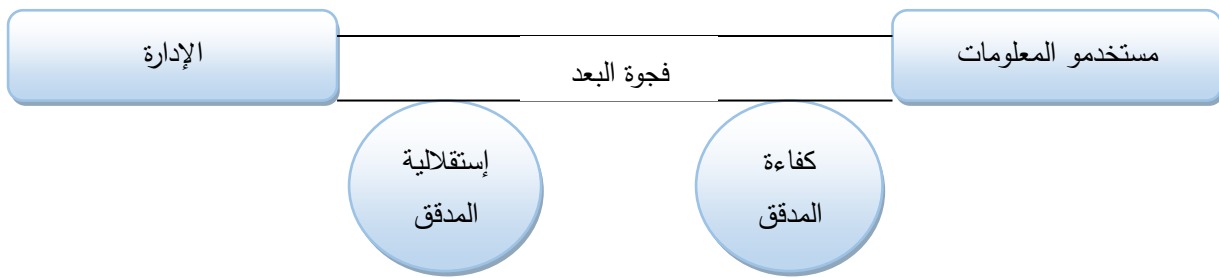 مستخدمو المعلومات
فجوة البعد
الإدارة
كفاءة
المدقق
إستقلالية
المدقق